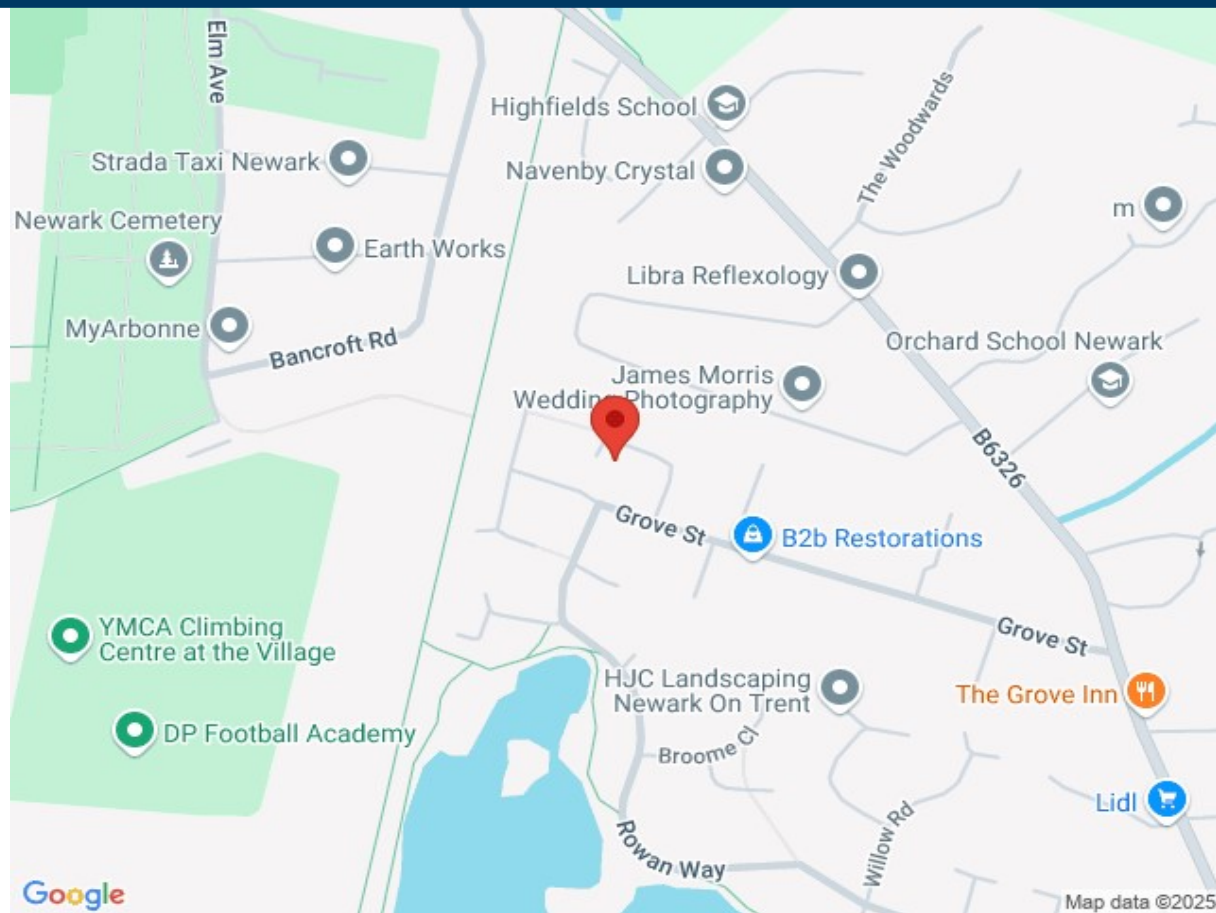 Elm Ave
Highfields School
The Woodwards
Strada Taxi Newark
Navenby Crystal
m
Newark Cemetery
Earth Works
Libra Reflexology
MyArbonne
Bancroft Rd
Orchard School Newark
James Morris
Wedding Photography
B6326
Grove St
B2b Restorations
YMCA Climbing
Centre at the Village
Grove St
HJC Landscaping
Newark On Trent
The Grove Inn
DP Football Academy
Broome Cl
Lidl
Willow Rd
Rowan Way
Google
Map data ©2025